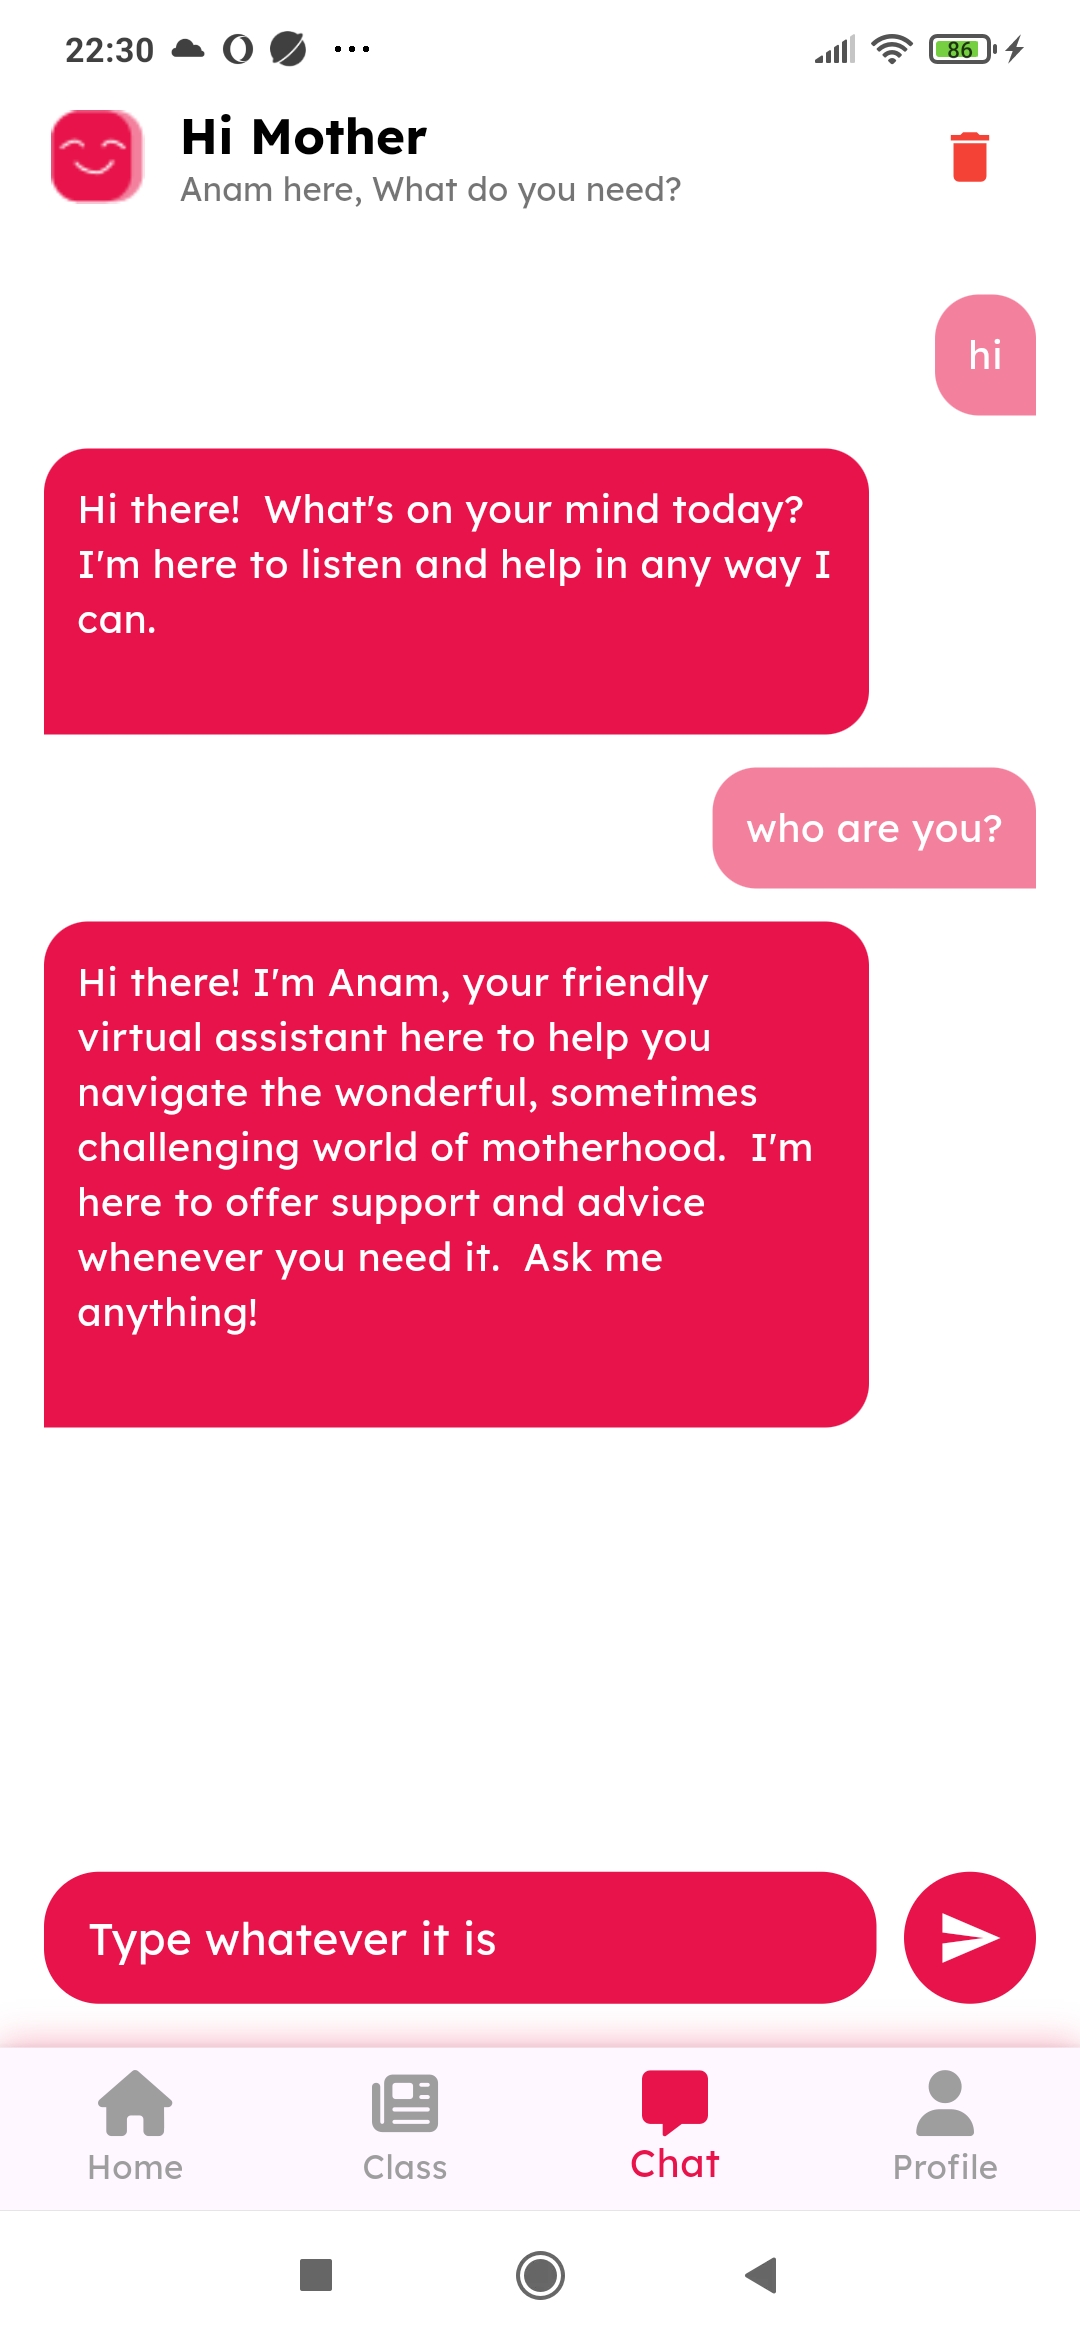 22:30
86
Hi Mother
Anam here, What do you need?
hi
Hi there!  What's on your mind today?
I'm here to listen and help in any way I
can.
who are you?
Hi there! I'm Anam, your friendly
virtual assistant here to help you
navigate the wonderful, sometimes
challenging world of motherhood.  I'm
here to offer support and advice
whenever you need it.  Ask me
anything!
Type whatever it is
Home
Class
Chat
Profile